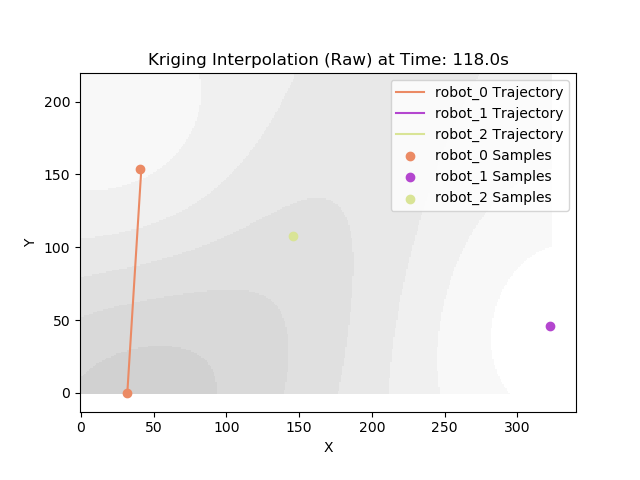 Kriging Interpolation (Raw) at Time: 118.0s
robot_0 Trajectory
robot_1 Trajectory
robot_2 Trajectory
robot_0 Samples
robot_1 Samples
robot_2 Samples
200
150
100
50
0
Y
0 50 100 150 200 250 300
X